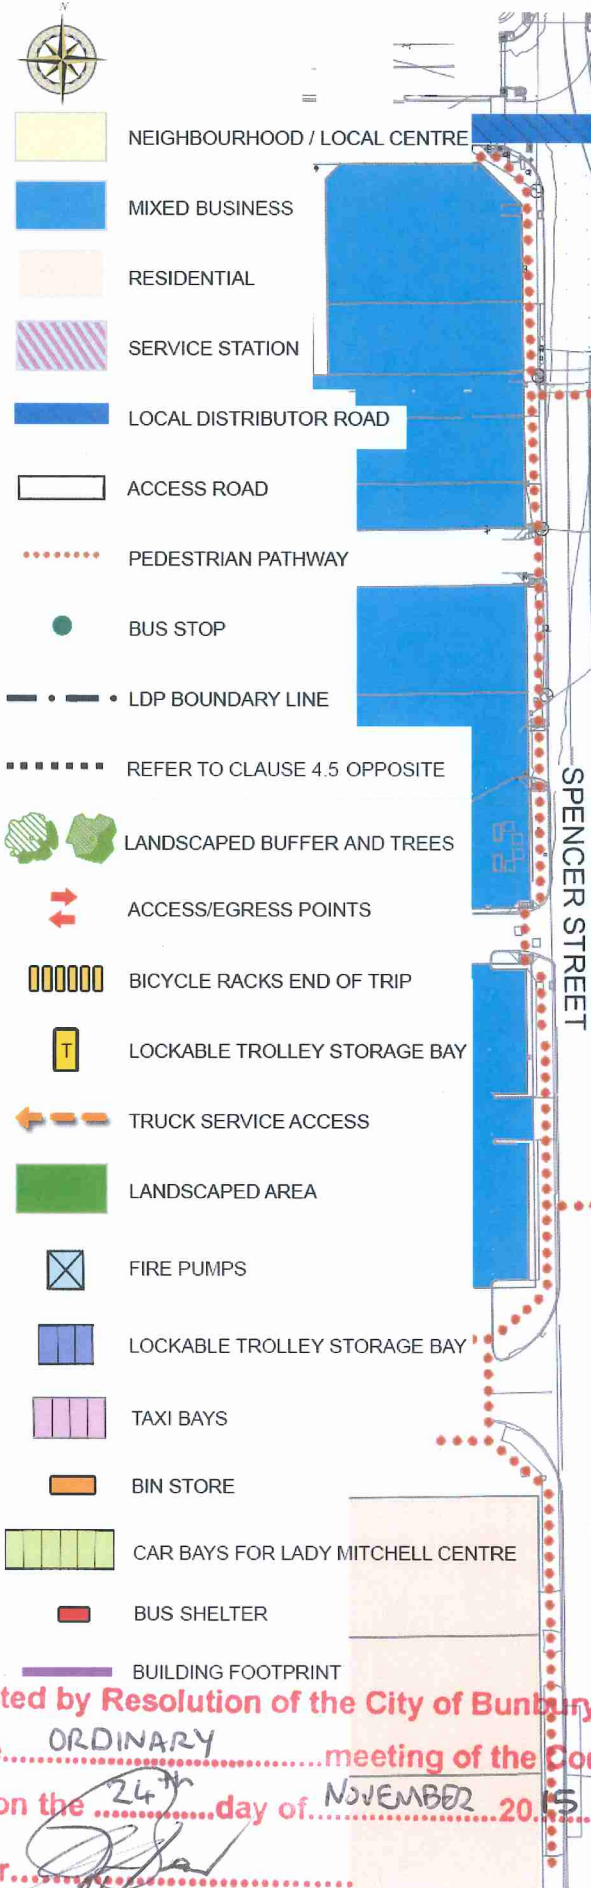 N
NEIGHBOURHOOD / LOCAL CENTRE
MIXED BUSINESS
RESIDENTIAL
SERVICE STATION
LOCAL DISTRIBUTOR ROAD
ACCESS ROAD
PEDESTRIAN PATHWAY
BUS STOP
LDP BOUNDARY LINE
REFER TO CLAUSE 4.5 OPPOSITE
LANDSCAPED BUFFER AND TREES
ACCESS/EGRESS POINTS
BICYCLE RACKS END OF TRIP
T
LOCKABLE TROLLEY STORAGE BAY
TRUCK SERVICE ACCESS
LANDSCAPED AREA
FIRE PUMPS
LOCKABLE TROLLEY STORAGE BAY
TAXI BAYS
BIN STORE
CAR BAYS FOR LADY MITCHELL CENTRE
BUS SHELTER
BUILDING FOOTPRINT
SPENCER STREET
ted by Resolution of the City of Bunbury
ORDINARY meeting of the Cou
on the 24th day of NOVEMBER 2015
r